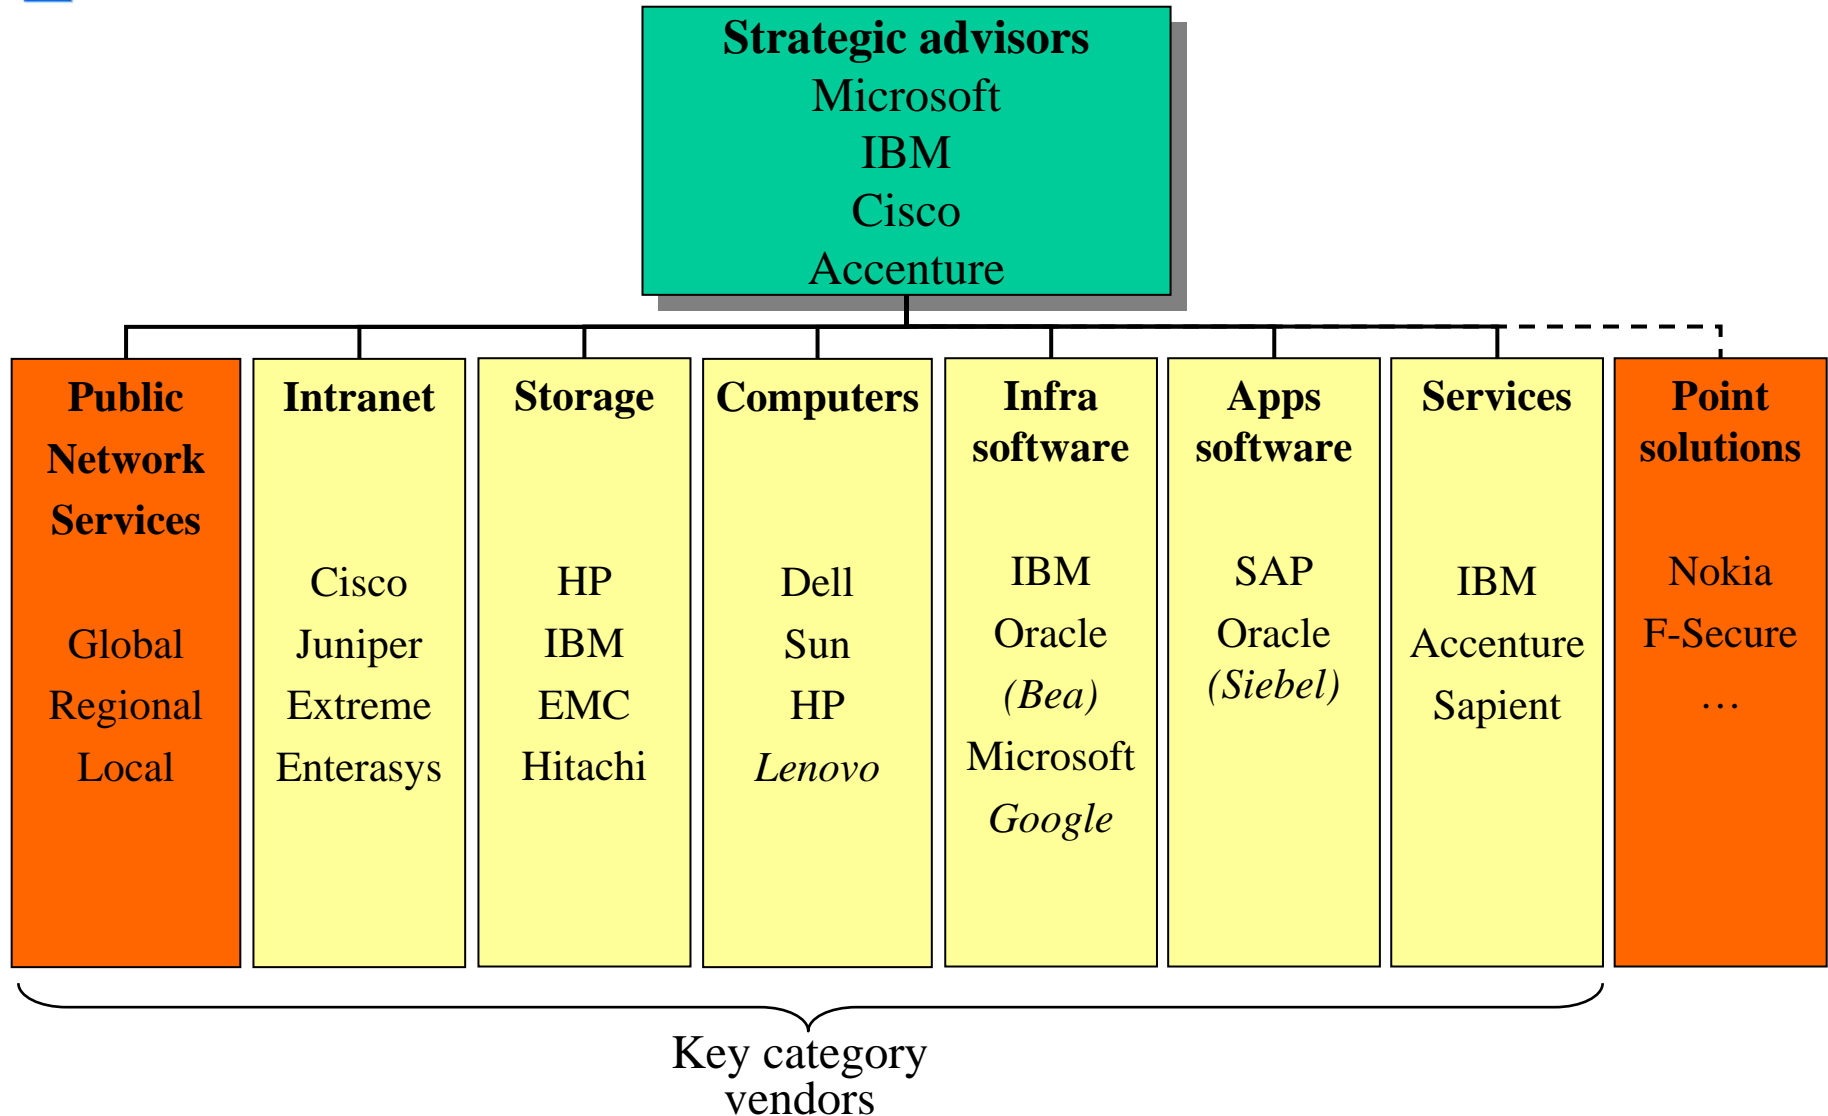 Strategic advisors
Microsoft
IBM
Cisco
Accenture
Public
Network
Services
Global
Regional
Local
Intranet
Cisco
Juniper
Extreme
Enterasys
Storage
HP
IBM
EMC
Hitachi
Computers
Dell
Sun
HP
Lenovo
Infra
software
IBM
Oracle
(Bea)
Microsoft
Google
Apps
software
SAP
Oracle
(Siebel)
Services
IBM
Accenture
Sapient
Point
solutions
Nokia
F-Secure
…
Key category
vendors